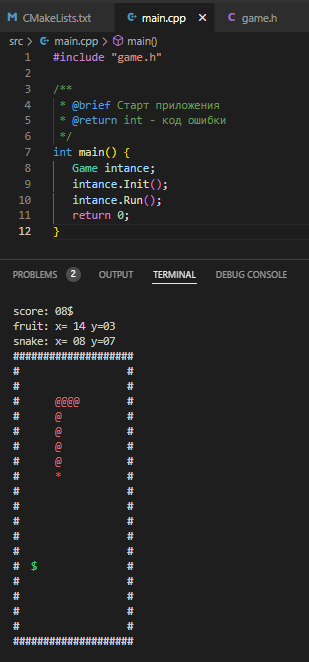 CMakeLists.txt main.cpp game.h
src > main.cpp > main()
1 #include "game.h"
2
3 /**
4 * @brief Старт приложения
5 * @return int - код ошибки
6 */
7 int main() {
8 Game intance;
9 intance.Init();
10 intance.Run();
11 return 0;
12 }
PROBLEMS 2 OUTPUT TERMINAL DEBUG CONSOLE
score: 08$
fruit: x= 14 y=03
snake: x= 08 y=07
####################
#                  #
#                  #
#      @@@@        #
#      @           #
#      @           #
#      @           #
#      @           #
#      *           #
#                  #
#                  #
#                  #
#                  #
#                  #
#  $               #
#                  #
#                  #
#                  #
#                  #
####################